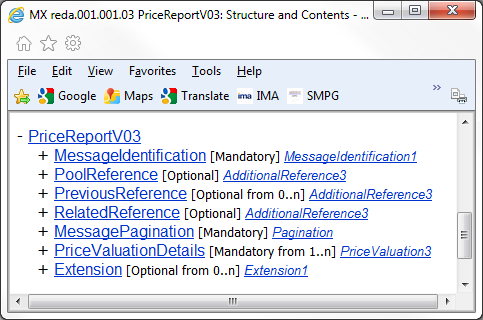 MX reda.001.001.03 PriceReportV03: Structure and Contents - ...
File Edit View Favorites Tools Help
Google Maps Translate ima IMA SMPG SMPG »
- PriceReportV03
+ MessageIdentification [Mandatory] MessageIdentification1
+ PoolReference [Optional] AdditionalReference3
+ PreviousReference [Optional from 0..n] AdditionalReference3
+ RelatedReference [Optional] AdditionalReference3
+ MessagePagination [Mandatory] Pagination
+ PriceValuationDetails [Mandatory from 1..n] PriceValuation3
+ Extension [Optional from 0..n] Extension1